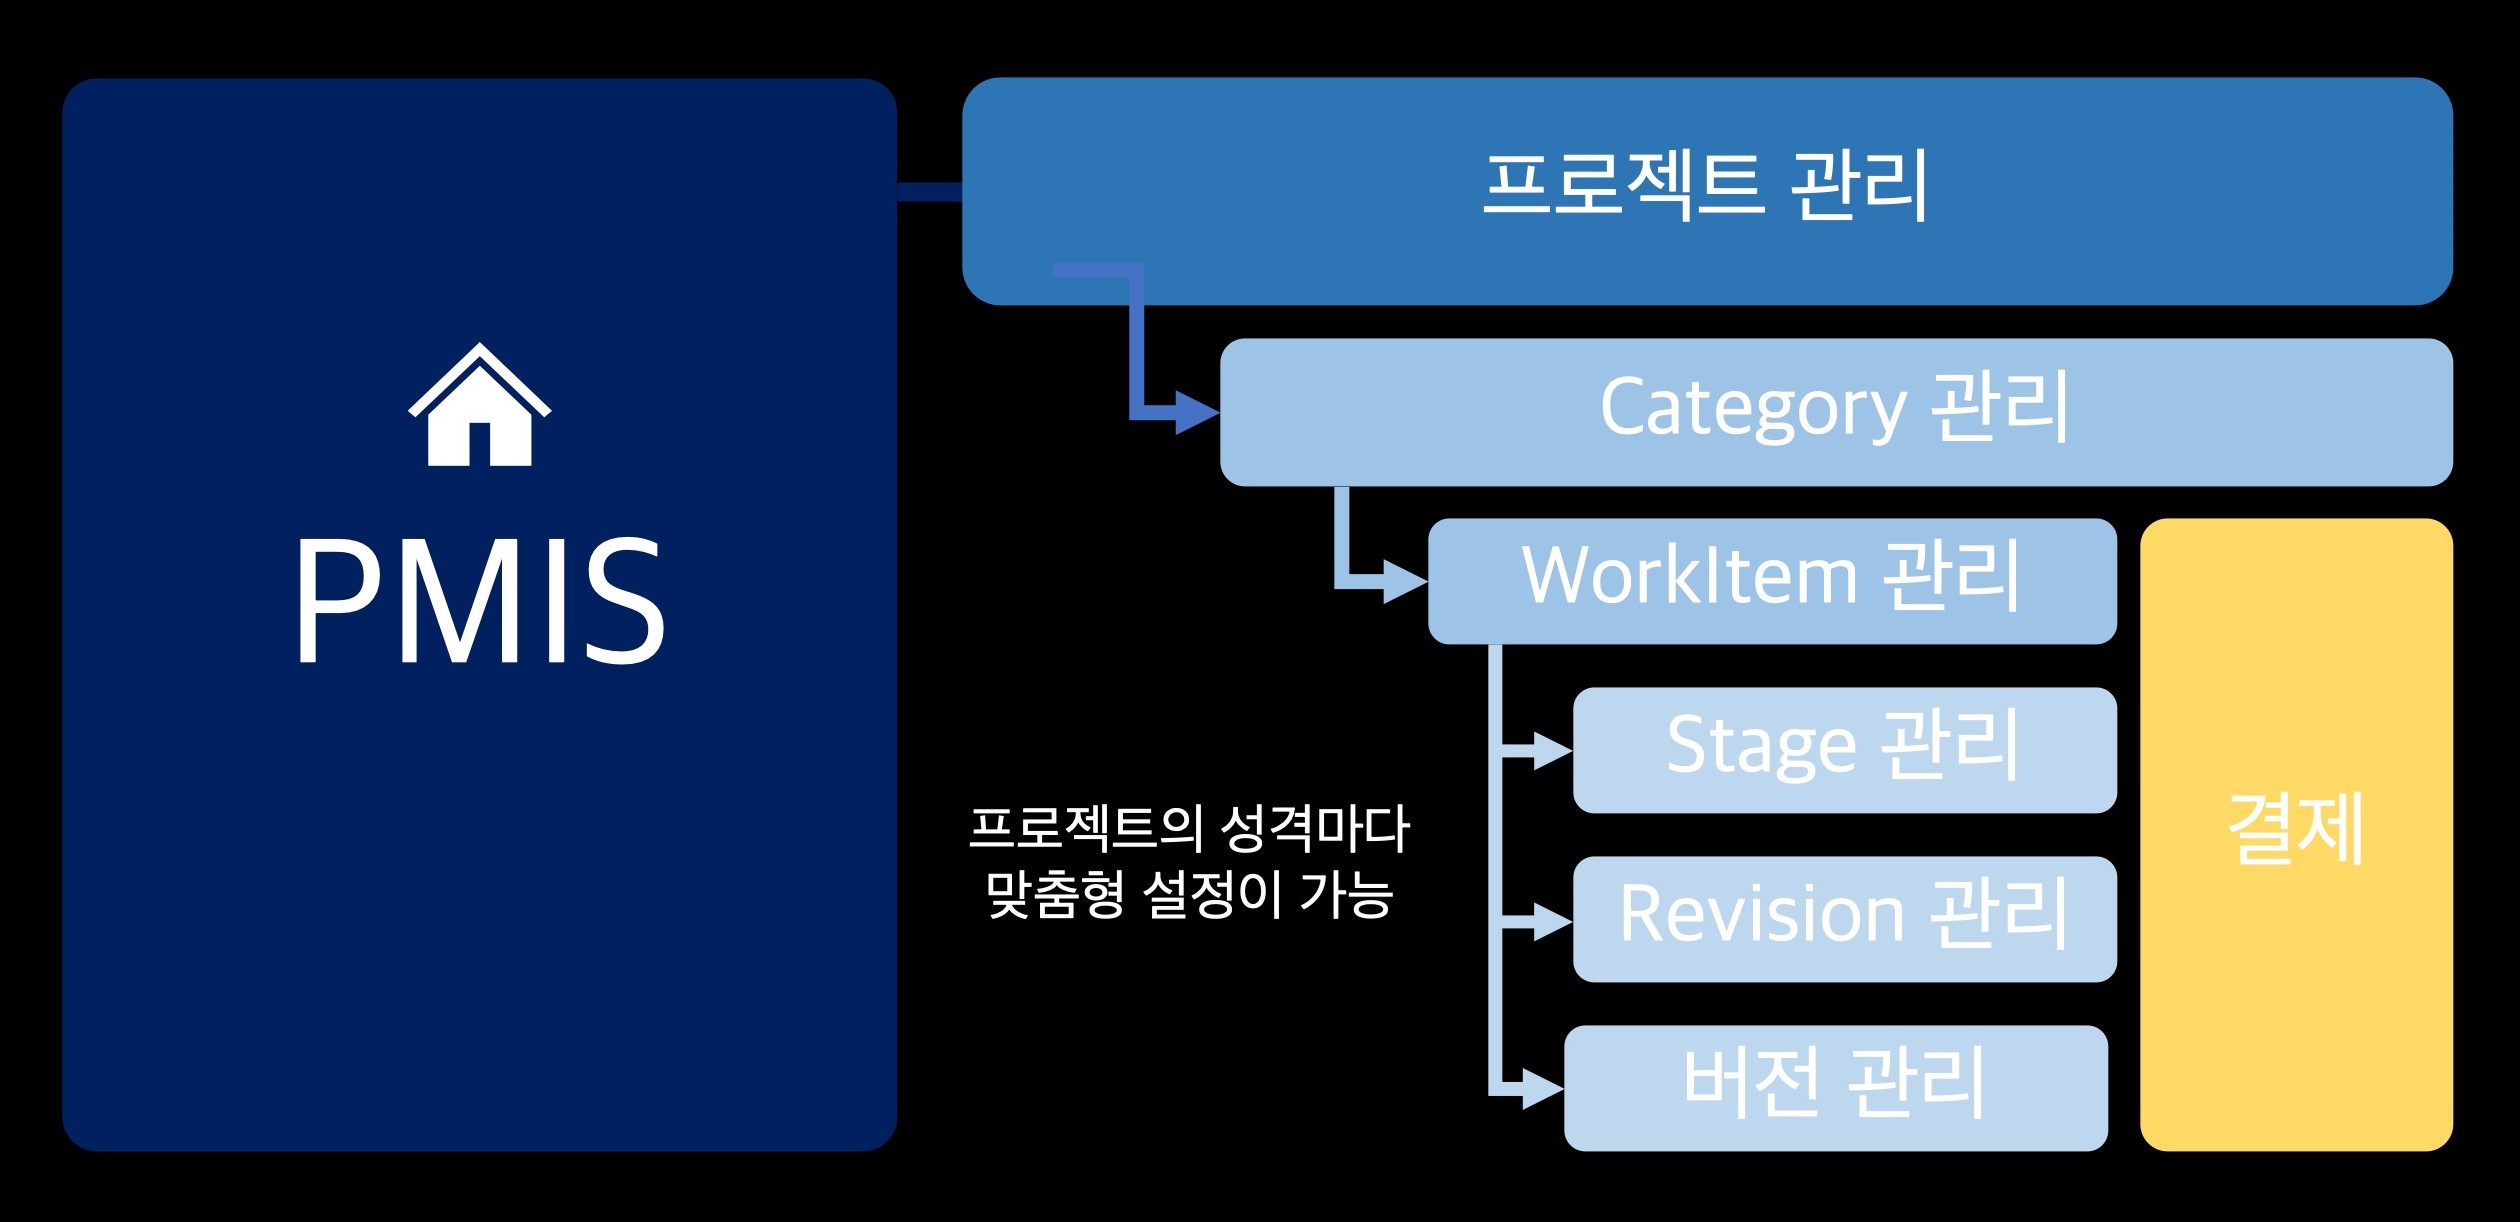 PMIS
프로젝트 관리
Category 관리
WorkItem 관리
Stage 관리
Revision 관리
버전 관리
결제
프로젝트의 성격마다
맞춤형 설정이 가능